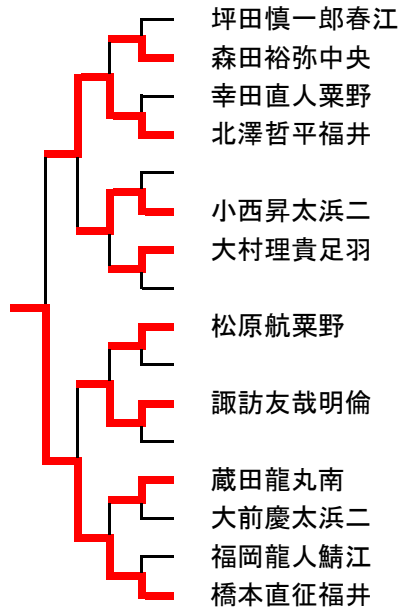 坪田慎一郎春江
森田裕弥中央
幸田直人粟野
北澤哲平福井
小西昇太浜二
大村理貴足羽
松原航粟野
諏訪友哉明倫
蔵田龍丸南
大前慶太浜二
福岡龍人鯖江
橋本直征福井